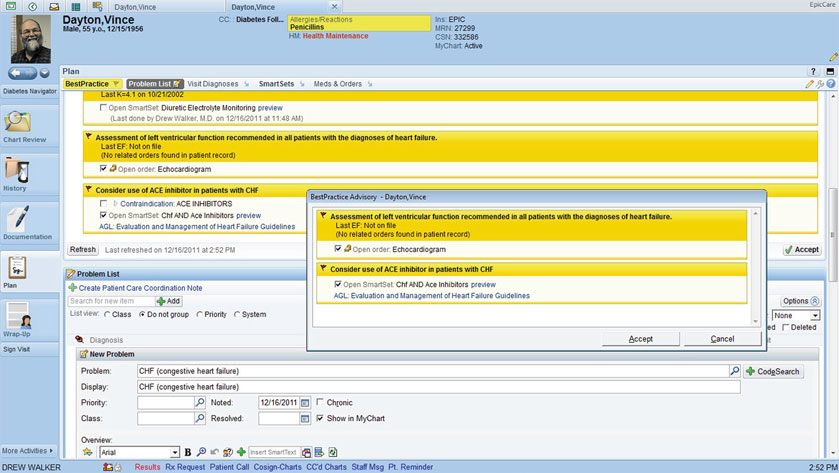 Dayton,Vince
Dayton,Vince
EpicCare
Dayton,Vince
Male, 55 y.o., 12/15/1956
CC: Diabetes Foll...
Allergies/Reactions
Penicillins
HM: Health Maintenance
Ins: EPIC
MRN: 27299
CSN: 332586
MyChart: Active
Diabetes Navigator
Chart Review
History
Documentation
Plan
Wrap-Up
Sign Visit
More Activities
Plan
BestPractice
Problem List
Visit Diagnoses
SmartSets
Meds & Orders
Last K=4.1 on 10/21/2002
Open SmartSet: Diuretic Electrolyte Monitoring preview
(Last done by Drew Walker, M.D. on 12/16/2011 at 11:48 AM)
Assessment of left ventricular function recommended in all patients with the diagnoses of heart failure.
Last EF: Not on file
(No related orders found in patient record)
Open order: Echocardiogram
Consider use of ACE inhibitor in patients with CHF
Contraindication: ACE INHIBITORS
Open SmartSet: Chf AND Ace Inhibitors preview
AGL: Evaluation and Management of Heart Failure Guidelines
Refresh Last refreshed on 12/16/2011 at 2:52 PM
Accept
BestPractice Advisory - Dayton,Vince
Assessment of left ventricular function recommended in all patients with the diagnoses of heart failure.
Last EF: Not on file
(No related orders found in patient record)
Open order: Echocardiogram
Consider use of ACE inhibitor in patients with CHF
Open SmartSet: Chf AND Ace Inhibitors preview
AGL: Evaluation and Management of Heart Failure Guidelines
Accept Cancel
Problem List
Create Patient Care Coordination Note
Search for new item Add
Options
List view: Class Do not group Priority System
None
Deleted
Diagnosis
New Problem
Problem: CHF (congestive heart failure) CodeSearch
Display: CHF (congestive heart failure)
Priority: Noted: 12/16/2011 Chronic
Class: Resolved: Show in MyChart
Overview:
Arial B Insert SmartText
DREW WALKER Results Rx Request Patient Call Cosign-Charts CC'd Charts Staff Msg Pt. Reminder 2:52 PM